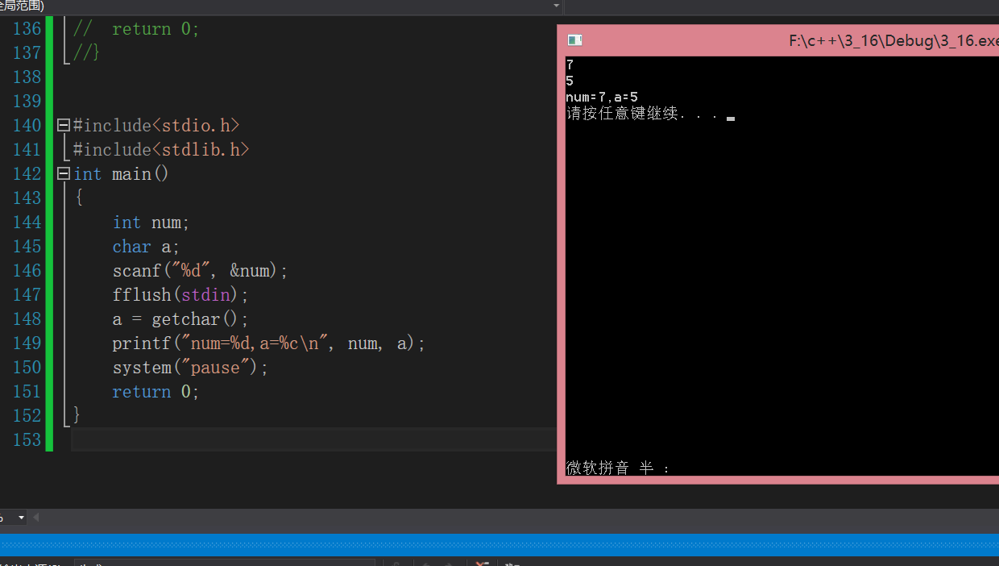 全局范围)
136 // return 0;
137 //}
138
139
140 #include<stdio.h>
141 #include<stdlib.h>
142 int main()
143 {
144 int num;
145 char a;
146 scanf("%d", &num);
147 fflush(stdin);
148 a = getchar();
149 printf("num=%d,a=%c\n", num, a);
150 system("pause");
151 return 0;
152 }
153
F:\c++\3_16\Debug\3_16.exe
7
5
num=7,a=5
请按任意键继续. . .
微软拼音 半 :